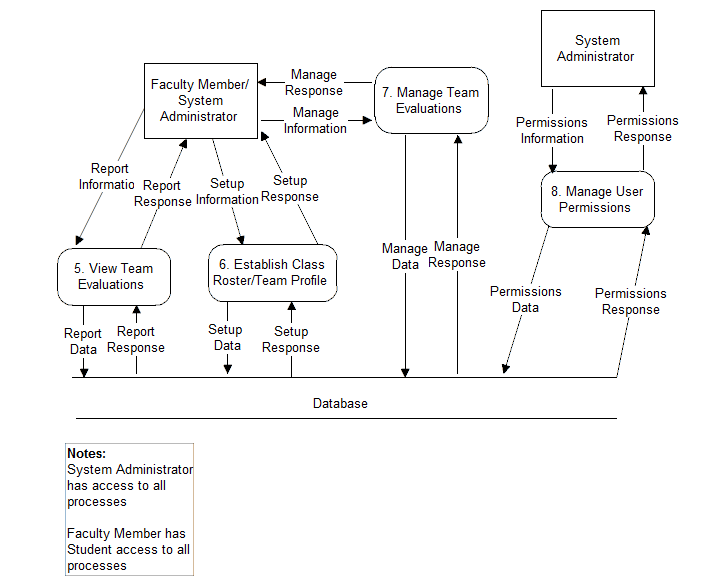 System
Administrator
Faculty Member/
System
Administrator
Manage
Response
7. Manage Team
Evaluations
Manage
Information
Permissions
Information
Permissions
Response
Report
Information
Report
Response
Setup
Information
Setup
Response
8. Manage User
Permissions
5. View Team
Evaluations
6. Establish Class
Roster/Team Profile
Manage
Data
Manage
Response
Permissions
Data
Permissions
Response
Report
Data
Report
Response
Setup
Data
Setup
Response
Database
Notes:
System Administrator
has access to all
processes
Faculty Member has
Student access to all
processes